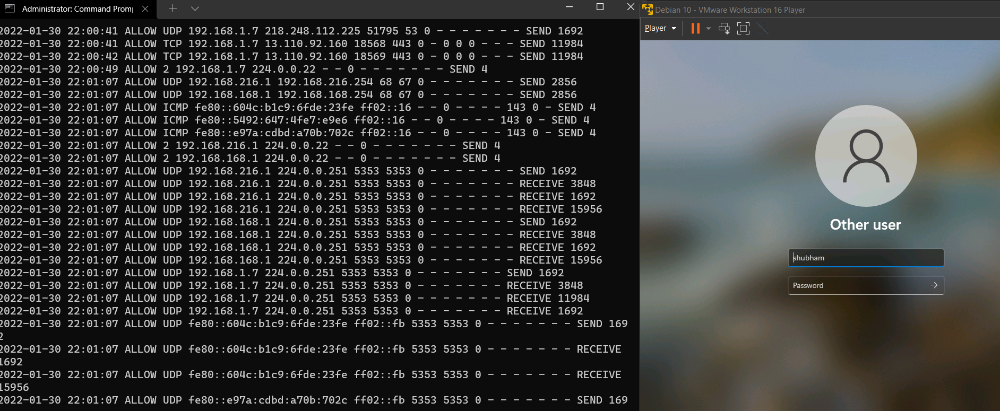 Administrator: Command Promp
2022-01-30 22:00:41 ALLOW UDP 192.168.1.7 218.248.112.225 51795 53 0 - - - - - - - SEND 1692
2022-01-30 22:00:41 ALLOW TCP 192.168.1.7 13.110.92.160 18568 443 0 - 0 0 0 - - - SEND 11984
2022-01-30 22:00:42 ALLOW TCP 192.168.1.7 13.110.92.160 18569 443 0 - 0 0 0 - - - SEND 11984
2022-01-30 22:00:49 ALLOW 2 192.168.1.7 224.0.0.22 - - 0 - - - - - - - SEND 4
2022-01-30 22:01:07 ALLOW UDP 192.168.216.1 192.168.216.254 68 67 0 - - - - - - - SEND 2856
2022-01-30 22:01:07 ALLOW UDP 192.168.168.1 192.168.168.254 68 67 0 - - - - - - - SEND 2856
2022-01-30 22:01:07 ALLOW ICMP fe80::604c:b1c9:6fde:23fe ff02::16 - - 0 - - - - 143 0 - SEND 4
2022-01-30 22:01:07 ALLOW ICMP fe80::5492:647:4fe7:e9e6 ff02::16 - - 0 - - - - 143 0 - SEND 4
2022-01-30 22:01:07 ALLOW ICMP fe80::e97a:cdbd:a70b:702c ff02::16 - - 0 - - - - 143 0 - SEND 4
2022-01-30 22:01:07 ALLOW 2 192.168.216.1 224.0.0.22 - - 0 - - - - - - - SEND 4
2022-01-30 22:01:07 ALLOW 2 192.168.168.1 224.0.0.22 - - 0 - - - - - - - SEND 4
2022-01-30 22:01:07 ALLOW UDP 192.168.216.1 224.0.0.251 5353 5353 0 - - - - - - - SEND 1692
2022-01-30 22:01:07 ALLOW UDP 192.168.216.1 224.0.0.251 5353 5353 0 - - - - - - - RECEIVE 3848
2022-01-30 22:01:07 ALLOW UDP 192.168.216.1 224.0.0.251 5353 5353 0 - - - - - - - RECEIVE 1692
2022-01-30 22:01:07 ALLOW UDP 192.168.216.1 224.0.0.251 5353 5353 0 - - - - - - - RECEIVE 15956
2022-01-30 22:01:07 ALLOW UDP 192.168.168.1 224.0.0.251 5353 5353 0 - - - - - - - SEND 1692
2022-01-30 22:01:07 ALLOW UDP 192.168.168.1 224.0.0.251 5353 5353 0 - - - - - - - RECEIVE 3848
2022-01-30 22:01:07 ALLOW UDP 192.168.168.1 224.0.0.251 5353 5353 0 - - - - - - - RECEIVE 1692
2022-01-30 22:01:07 ALLOW UDP 192.168.168.1 224.0.0.251 5353 5353 0 - - - - - - - RECEIVE 15956
2022-01-30 22:01:07 ALLOW UDP 192.168.1.7 224.0.0.251 5353 5353 0 - - - - - - - SEND 1692
2022-01-30 22:01:07 ALLOW UDP 192.168.1.7 224.0.0.251 5353 5353 0 - - - - - - - RECEIVE 3848
2022-01-30 22:01:07 ALLOW UDP 192.168.1.7 224.0.0.251 5353 5353 0 - - - - - - - RECEIVE 11984
2022-01-30 22:01:07 ALLOW UDP 192.168.1.7 224.0.0.251 5353 5353 0 - - - - - - - RECEIVE 1692
2022-01-30 22:01:07 ALLOW UDP fe80::604c:b1c9:6fde:23fe ff02::fb 5353 5353 0 - - - - - - - SEND 169
2
2022-01-30 22:01:07 ALLOW UDP fe80::604c:b1c9:6fde:23fe ff02::fb 5353 5353 0 - - - - - - - RECEIVE
1692
2022-01-30 22:01:07 ALLOW UDP fe80::604c:b1c9:6fde:23fe ff02::fb 5353 5353 0 - - - - - - - RECEIVE
15956
2022-01-30 22:01:07 ALLOW UDP fe80::e97a:cdbd:a70b:702c ff02::fb 5353 5353 0 - - - - - - - SEND 169
Debian 10 - VMware Workstation 16 Player
Player
Other user
shubham
Password